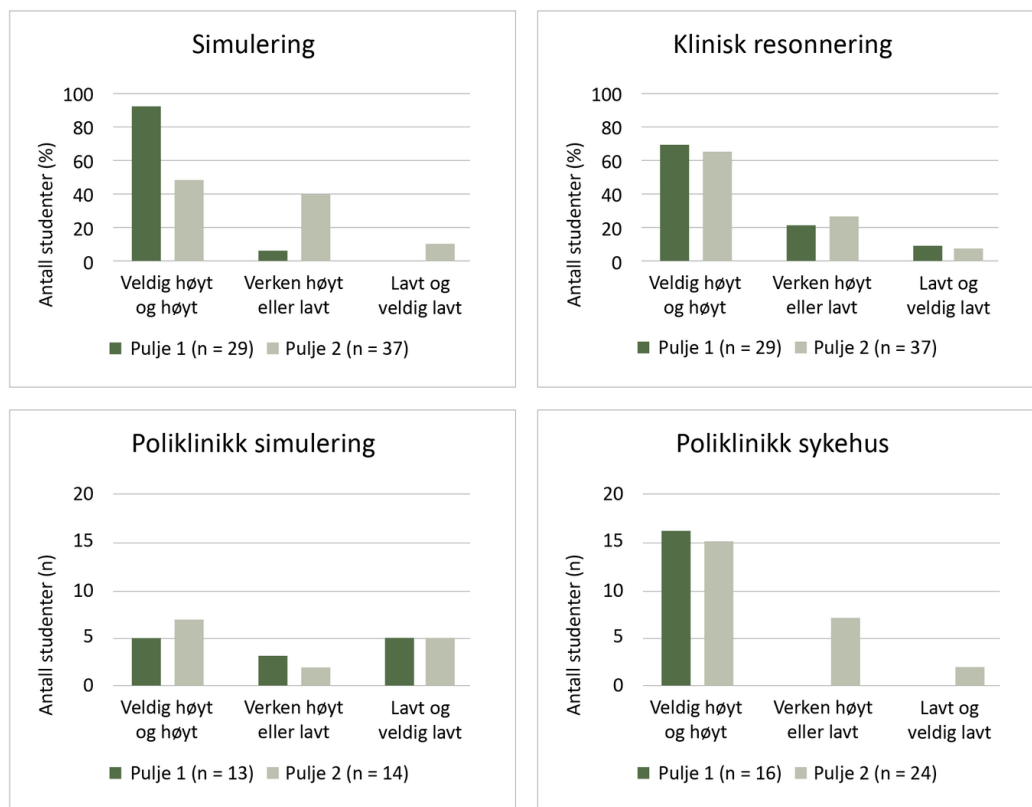 Simulering
Antall studenter (%)
100
80
60
40
20
0
Veldig høyt
og høyt
Verken høyt
eller lavt
Lavt og
veldig lavt
Pulje 1 (n = 29) Pulje 2 (n = 37)
Klinisk resonnering
Antall studenter (%)
100
80
60
40
20
0
Veldig høyt
og høyt
Verken høyt
eller lavt
Lavt og
veldig lavt
Pulje 1 (n = 29) Pulje 2 (n = 37)
Poliklinikk simulering
Antall studenter (n)
20
15
10
5
0
Veldig høyt
og høyt
Verken høyt
eller lavt
Lavt og
veldig lavt
Pulje 1 (n = 13) Pulje 2 (n = 14)
Poliklinikk sykehus
Antall studenter (n)
20
15
10
5
0
Veldig høyt
og høyt
Verken høyt
eller lavt
Lavt og
veldig lavt
Pulje 1 (n = 16) Pulje 2 (n = 24)